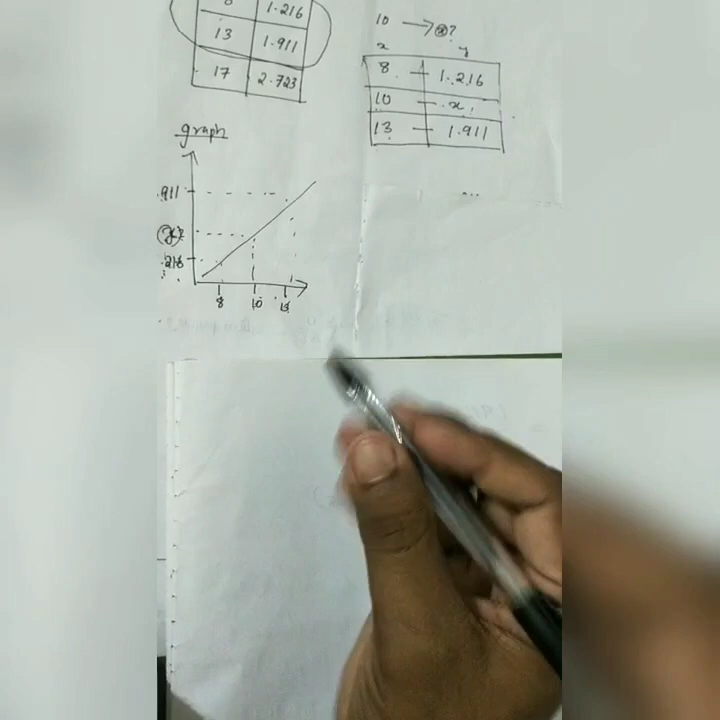 8 1.216
13 1.911
17 2.723
10 → x?
x y
8 1.216
10 x
13 1.911
graph
.911
(x)
.216
8 10 13